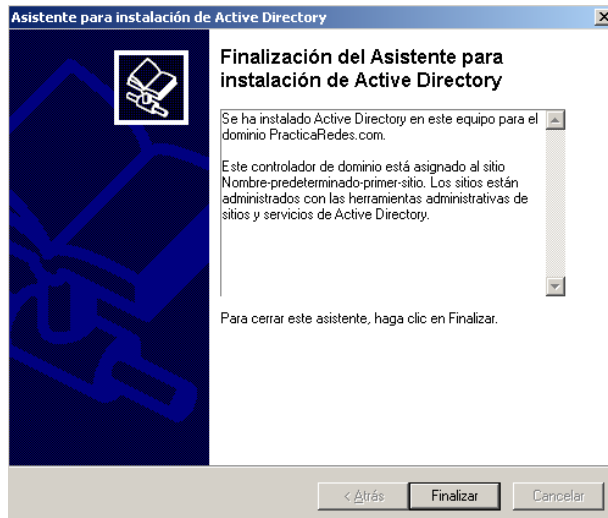 Asistente para instalación de Active Directory
Finalización del Asistente para
instalación de Active Directory
Se ha instalado Active Directory en este equipo para el
dominio PracticaRedes.com.
Este controlador de dominio está asignado al sitio
Nombre-predeterminado-primer-sitio. Los sitios están
administrados con las herramientas administrativas de
sitios y servicios de Active Directory.
Para cerrar este asistente, haga clic en Finalizar.
< Atrás
Finalizar
Cancelar